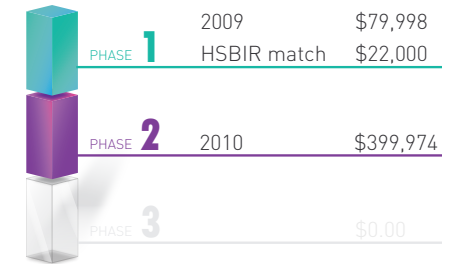 2009 $79,998
PHASE 1 HSBIR match $22,000
PHASE 2 2010 $399,974
PHASE 3 $0.00